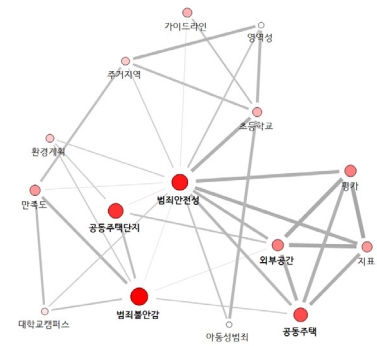 가이드라인
영역성
주거지역
초등학교
환경계획
평가
만족도
범죄안전성
공동주택단지
외부공간
지표
대학교캠퍼스
범죄불안감
아동성범죄
공동주택